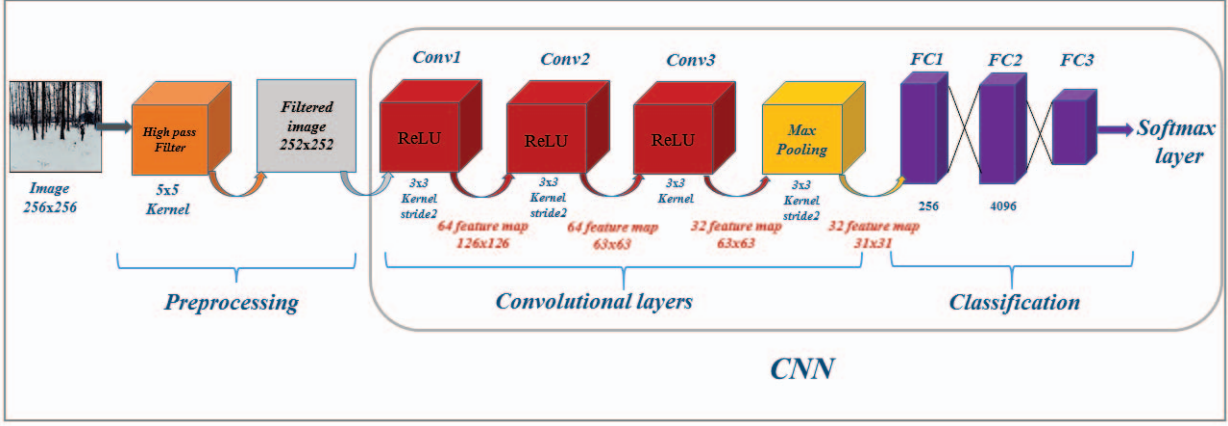 Conv1
Conv2
Conv3
FC1
FC2
FC3
High pass
Filter
Filtered
image
252x252
ReLU
ReLU
ReLU
Max
Pooling
Softmax
layer
Image
256x256
5x5
Kernel
3x3
Kernel
stride2
3x3
Kernel
stride2
3x3
Kernel
3x3
Kernel
stride2
256
4096
64 feature map
126x126
64 feature map
63x63
32 feature map
63x63
32 feature map
31x31
Preprocessing
Convolutional layers
Classification
CNN